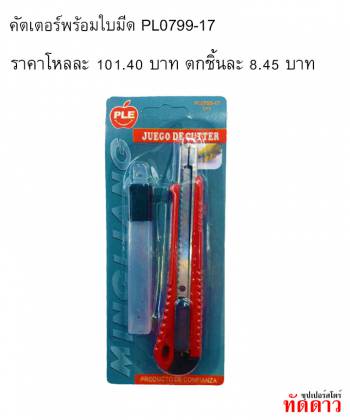 คัตเตอร์พร้อมใบมีด PL0799-17
ราคาโหลละ 101.40 บาท ตกชิ้นละ 8.45 บาท
PLE
PL0799-17
JUEGO DE CUTTER
MINGLIANG
PRODUCTO DE CONFIANZA
ซุปเปอร์สโตร์
ทัดดาว